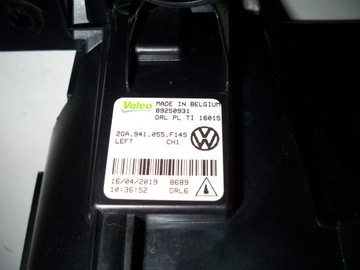 Valeo MADE IN BELGIUM
89250931
DRL PL TI 16015
2GA.941.055.F14S
LEFT CH1
16/04/2019 8689
10:36:52 DRL6